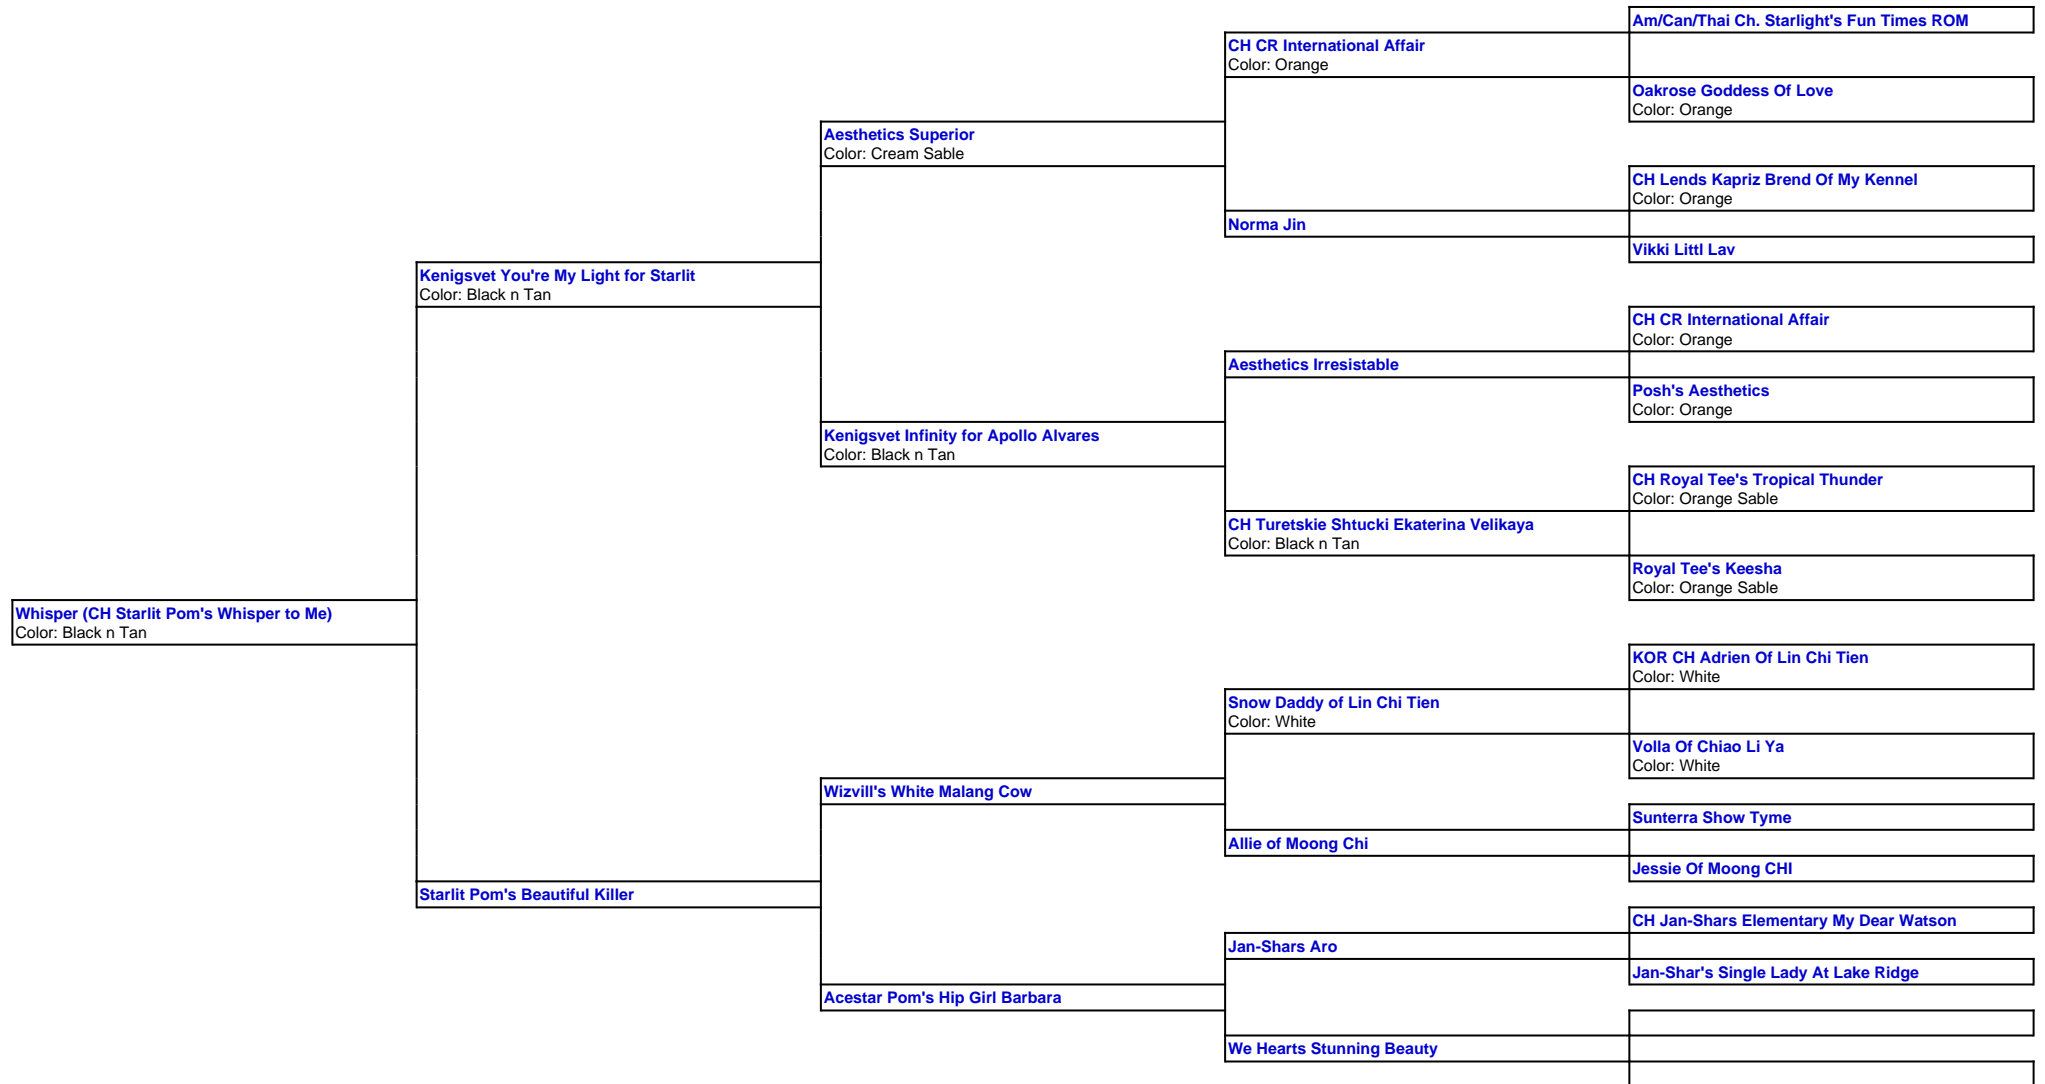 Am/Can/Thai Ch. Starlight's Fun Times ROM
CH CR International Affair
Color: Orange
Oakrose Goddess Of Love
Color: Orange
Aesthetics Superior
Color: Cream Sable
CH Lends Kapriz Brend Of My Kennel
Color: Orange
Norma Jin
Vikki Littl Lav
Kenigsvet You're My Light for Starlit
Color: Black n Tan
CH CR International Affair
Color: Orange
Aesthetics Irresistable
Posh's Aesthetics
Color: Orange
Kenigsvet Infinity for Apollo Alvares
Color: Black n Tan
CH Royal Tee's Tropical Thunder
Color: Orange Sable
CH Turetskie Shtucki Ekaterina Velikaya
Color: Black n Tan
Royal Tee's Keesha
Color: Orange Sable
Whisper (CH Starlit Pom's Whisper to Me)
Color: Black n Tan
KOR CH Adrien Of Lin Chi Tien
Color: White
Snow Daddy of Lin Chi Tien
Color: White
Volla Of Chiao Li Ya
Color: White
Wizvill's White Malang Cow
Sunterra Show Tyme
Allie of Moong Chi
Jessie Of Moong CHI
Starlit Pom's Beautiful Killer
CH Jan-Shars Elementary My Dear Watson
Jan-Shars Aro
Jan-Shar's Single Lady At Lake Ridge
Acestar Pom's Hip Girl Barbara
We Hearts Stunning Beauty